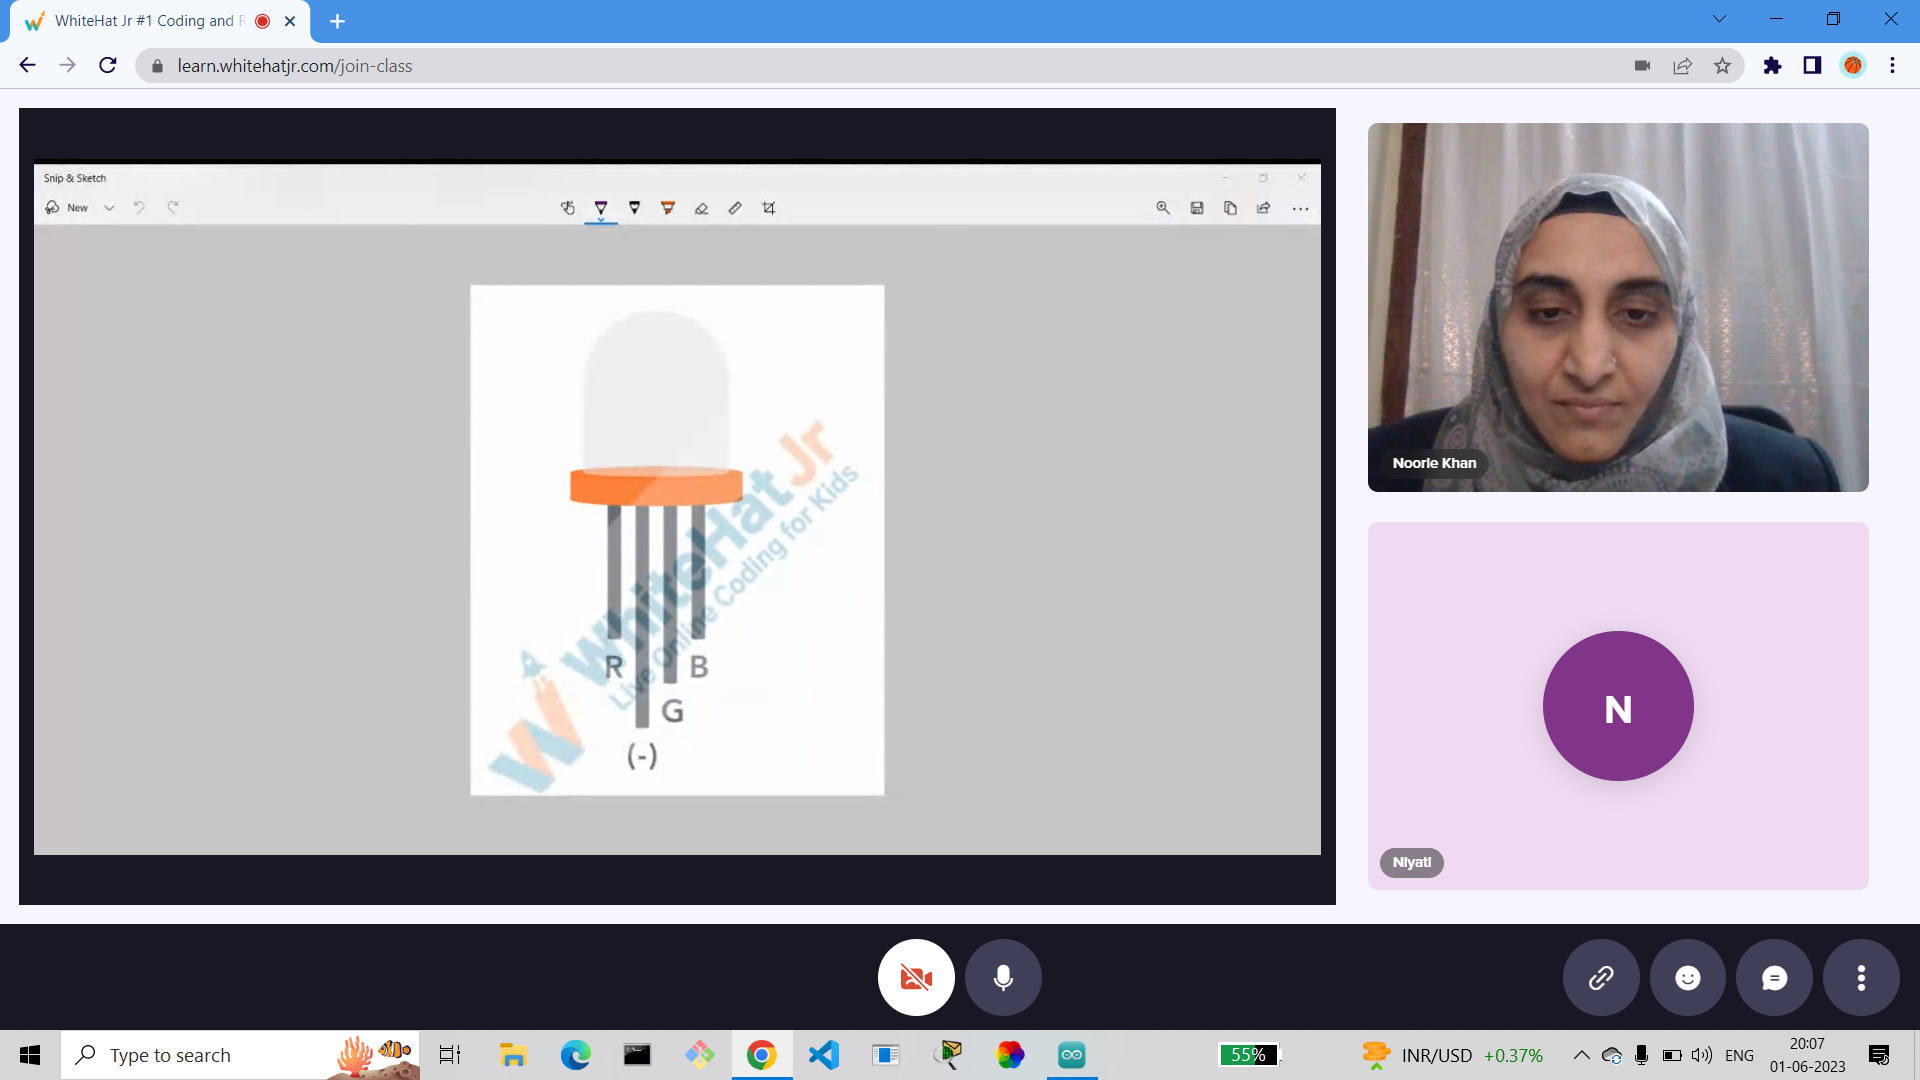 WhiteHat Jr #1 Coding and R
learn.whitehatjr.com/join-class
Snip & Sketch
New
WhiteHat Jr
Live Online Coding for Kids
R
B
G
(-)
Noorie Khan
N
Niyati
Type to search
55%
INR/USD +0.37%
ENG
20:07
01-06-2023